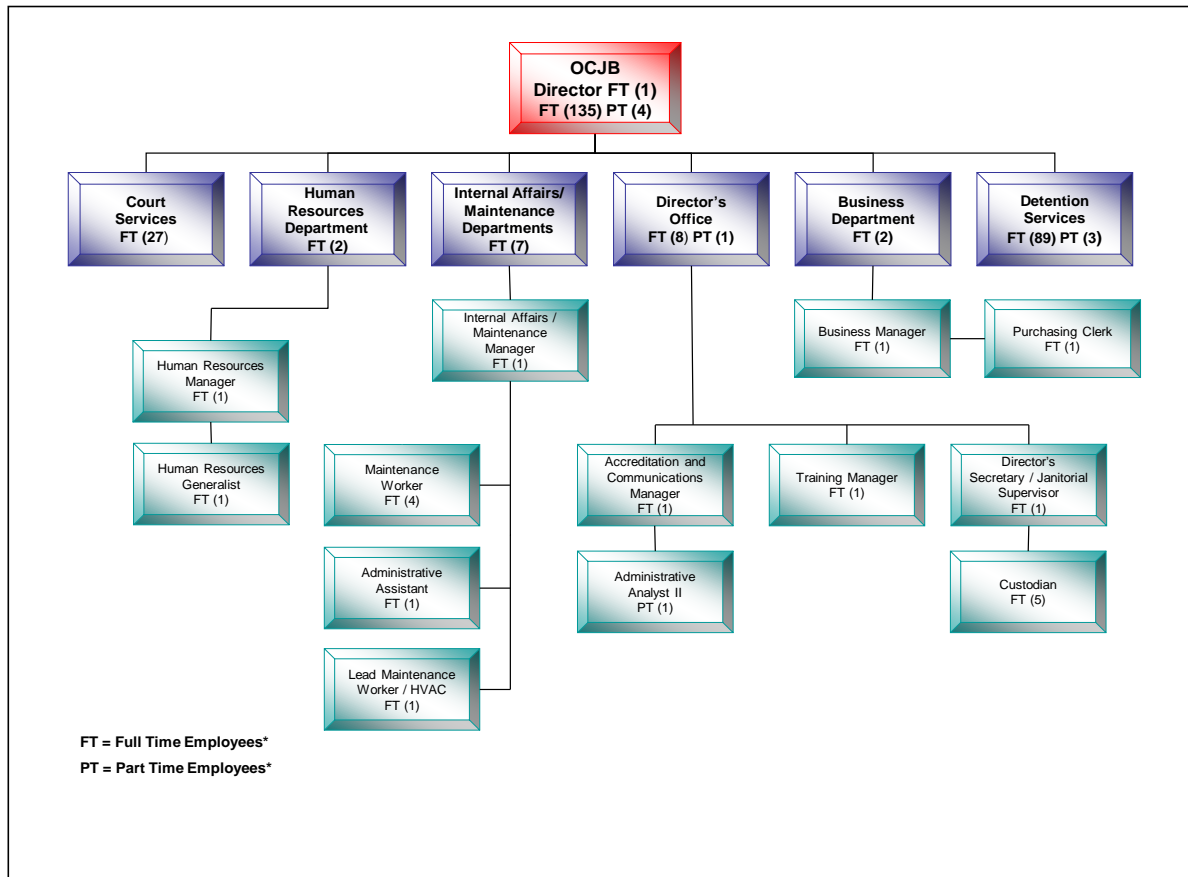 OCJB
Director FT (1)
FT (135) PT (4)
Court
Services
FT (27)
Human
Resources
Department
FT (2)
Internal Affairs/
Maintenance
Departments
FT (7)
Director's
Office
FT (8) PT (1)
Business
Department
FT (2)
Detention
Services
FT (89) PT (3)
Human Resources
Manager
FT (1)
Human Resources
Generalist
FT (1)
Internal Affairs /
Maintenance
Manager
FT (1)
Maintenance
Worker
FT (4)
Administrative
Assistant
FT (1)
Lead Maintenance
Worker / HVAC
FT (1)
Accreditation and
Communications
Manager
FT (1)
Administrative
Analyst II
PT (1)
Training Manager
FT (1)
Director's
Secretary / Janitorial
Supervisor
FT (1)
Custodian
FT (5)
Business Manager
FT (1)
Purchasing Clerk
FT (1)
FT = Full Time Employees*
PT = Part Time Employees*